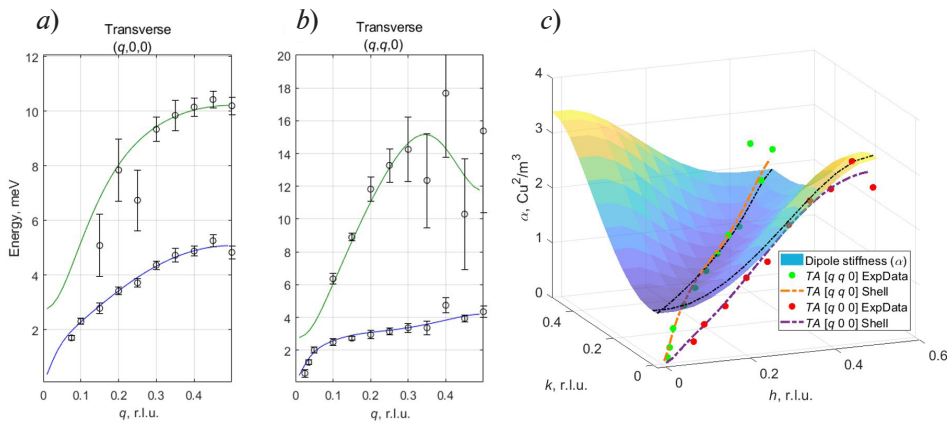 a)
Transverse
(q,0,0)
12
10
8
6
4
2
Energy, meV
0
0.1
0.2
0.3
0.4
q, r.l.u.
b)
Transverse
(q,q,0)
20
18
16
14
12
10
8
6
4
2
0
0.1
0.2
0.3
0.4
q, r.l.u.
c)
4
3
2
1
0
α, Cu²/m³
0.4
0.2
0
k, r.l.u.
0
0.2
0.4
0.6
h, r.l.u.
Dipole stiffness (α)
TA [q q 0] ExpData
TA [q q 0] Shell
TA [q 0 0] ExpData
TA [q 0 0] Shell